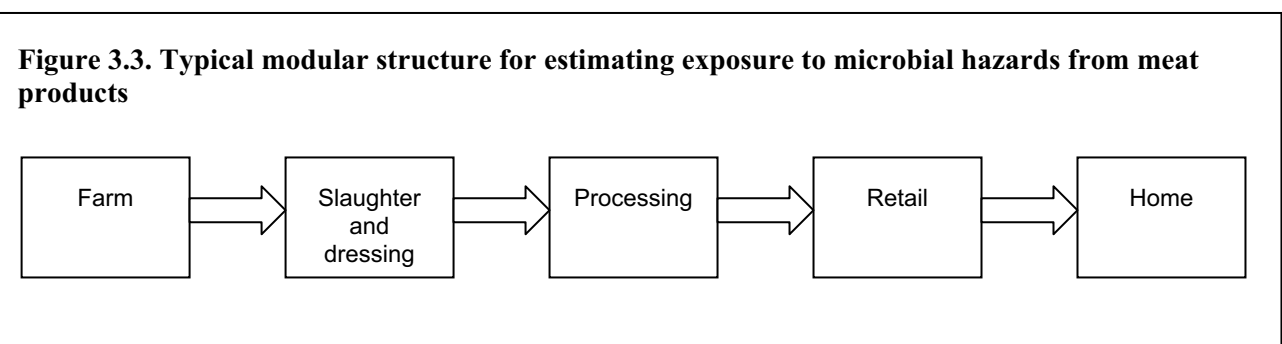 Figure 3.3. Typical modular structure for estimating exposure to microbial hazards from meat
products
Farm
Slaughter
and
dressing
Processing
Retail
Home